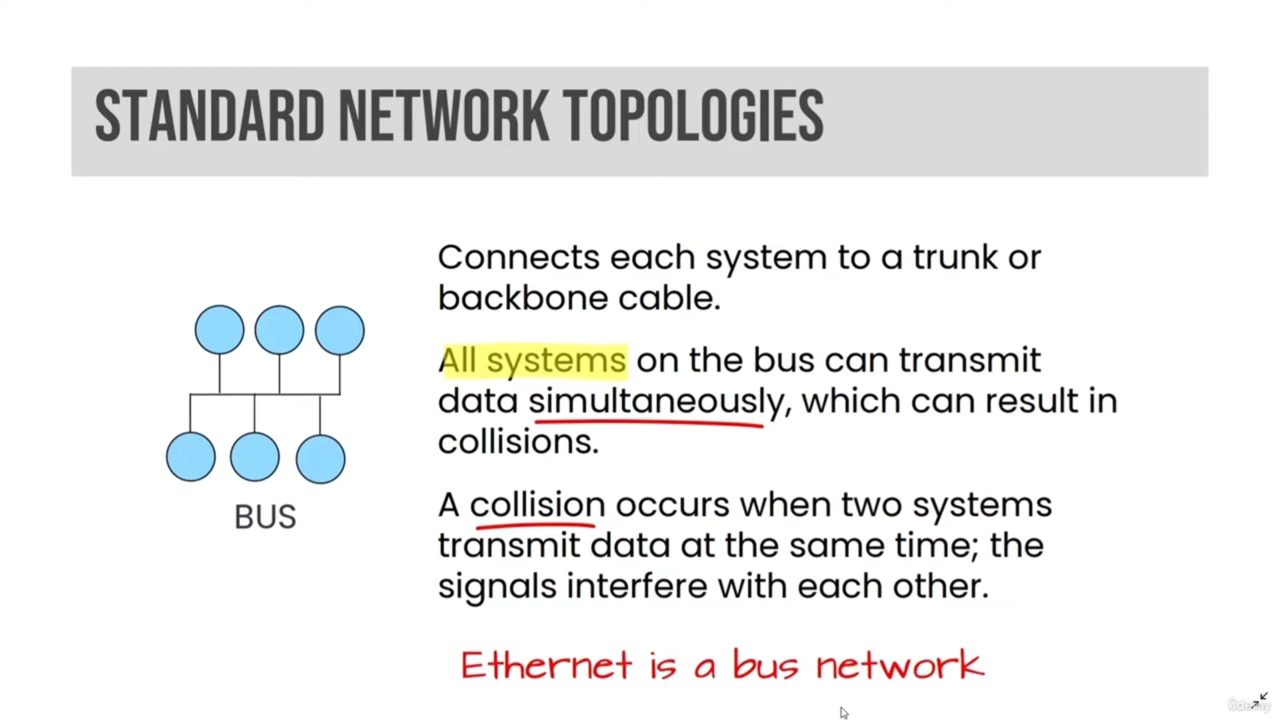 STANDARD NETWORK TOPOLOGIES
Connects each system to a trunk or
backbone cable.
All systems on the bus can transmit
data simultaneously, which can result in
collisions.
A collision occurs when two systems
transmit data at the same time; the
signals interfere with each other.
BUS
Ethernet is a bus network
ûdemy